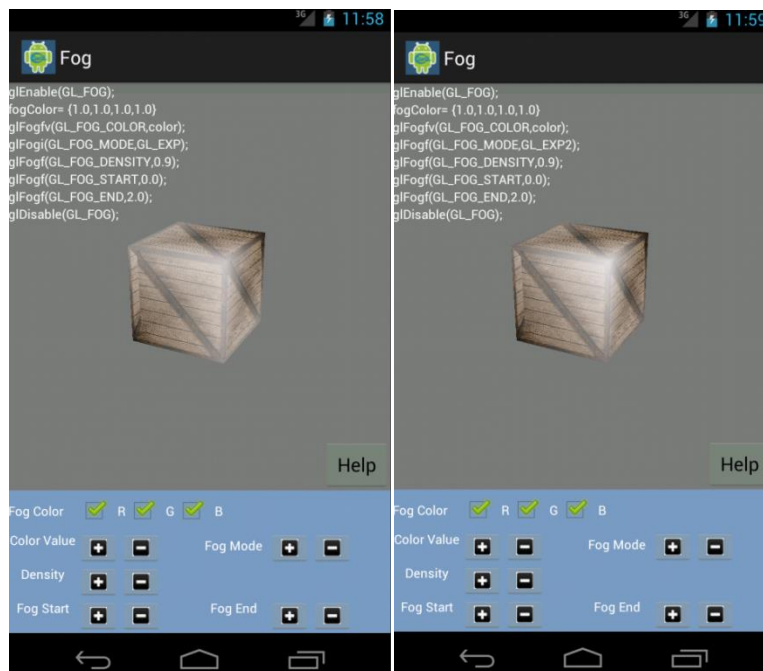 3G 11:58
Fog
glEnable(GL_FOG);
fogColor= {1.0,1.0,1.0,1.0}
glFogfv(GL_FOG_COLOR,color);
glFogi(GL_FOG_MODE,GL_EXP);
glFogf(GL_FOG_DENSITY,0.9);
glFogf(GL_FOG_START,0.0);
glFogf(GL_FOG_END,2.0);
glDisable(GL_FOG);
Help
Fog Color R G B
Color Value Fog Mode
Density
Fog Start Fog End
3G 11:59
Fog
glEnable(GL_FOG);
fogColor= {1.0,1.0,1.0,1.0}
glFogfv(GL_FOG_COLOR,color);
glFogf(GL_FOG_MODE,GL_EXP2);
glFogf(GL_FOG_DENSITY,0.9);
glFogf(GL_FOG_START,0.0);
glFogf(GL_FOG_END,2.0);
glDisable(GL_FOG);
Help
Fog Color R G B
Color Value Fog Mode
Density
Fog Start Fog End